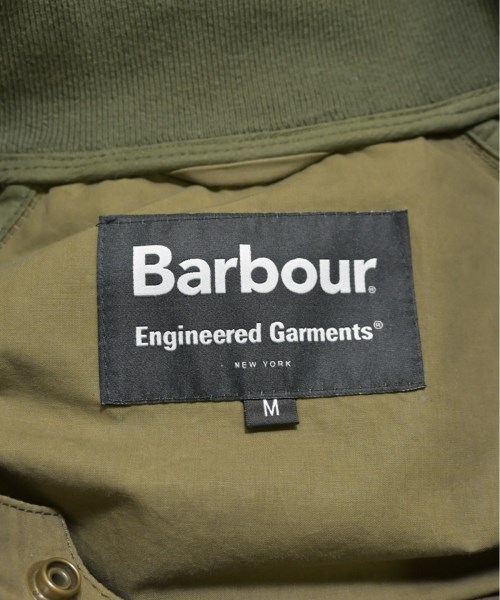 Barbour®
Engineered Garments®
NEW YORK
M